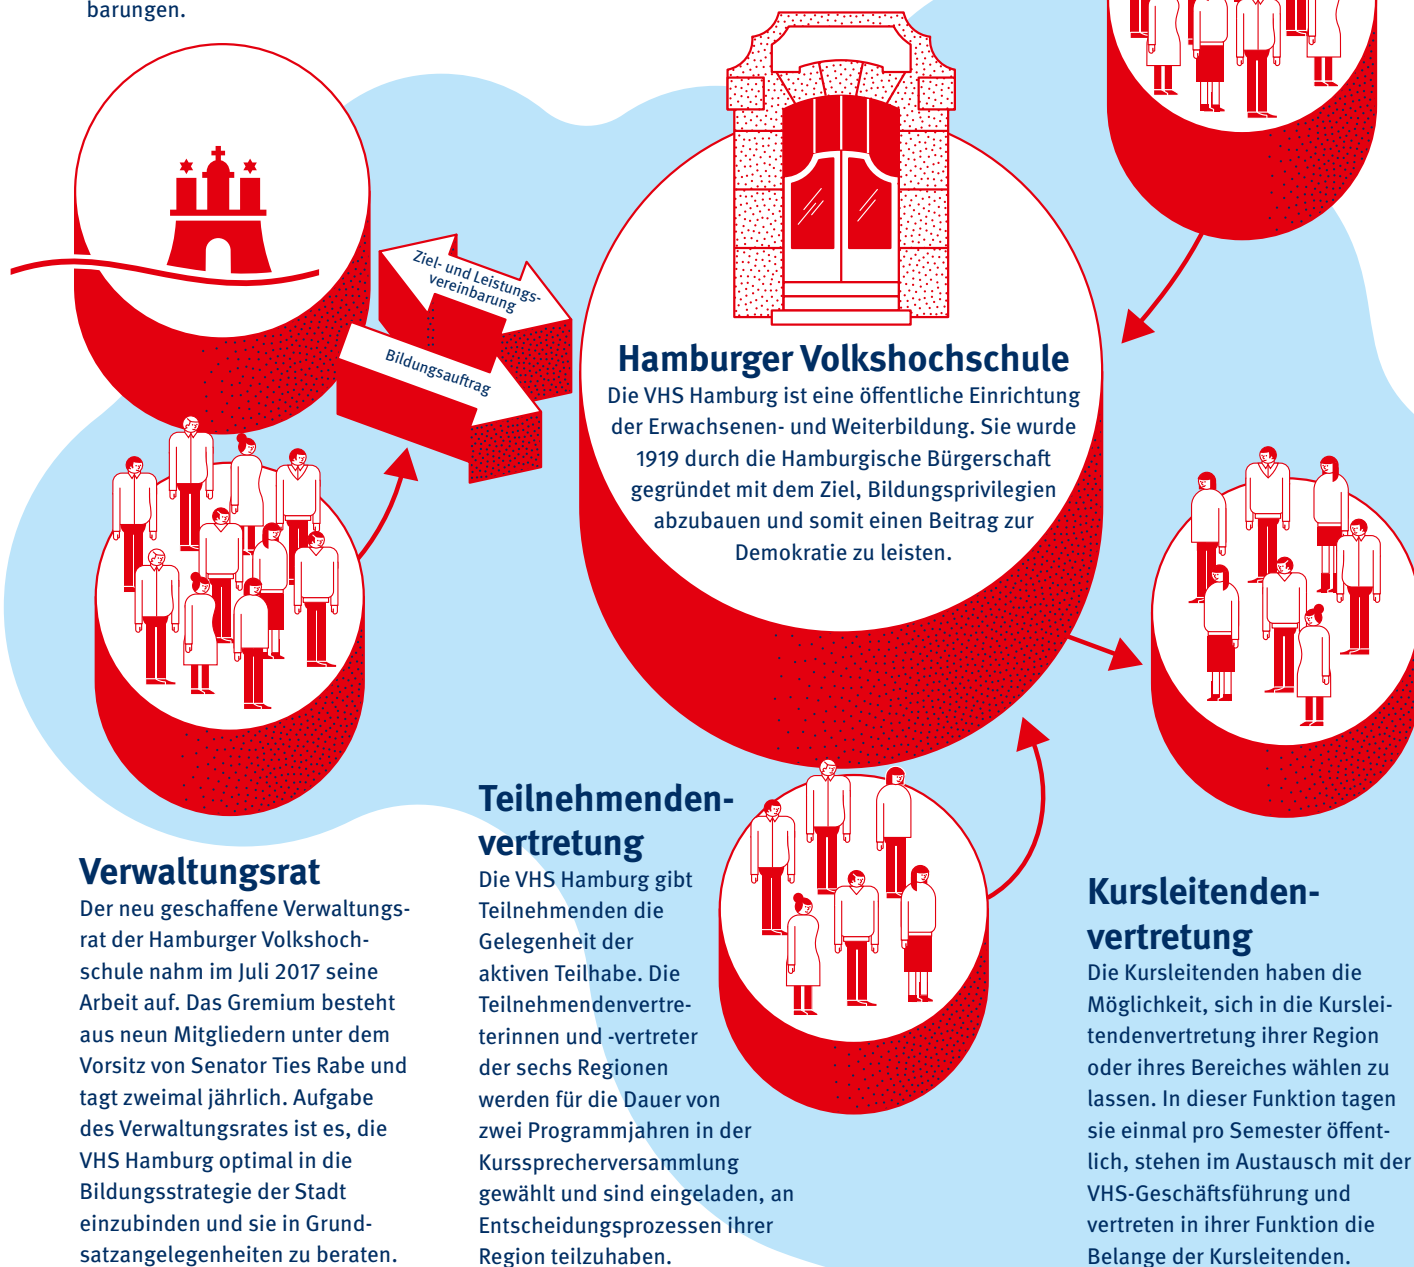 barungen.
Ziel- und Leistungs-
vereinbarung
Bildungsauftrag
Hamburger Volkshochschule
Die VHS Hamburg ist eine öffentliche Einrichtung
der Erwachsenen- und Weiterbildung. Sie wurde
1919 durch die Hamburgische Bürgerschaft
gegründet mit dem Ziel, Bildungsprivilegien
abzubauen und somit einen Beitrag zur
Demokratie zu leisten.
Verwaltungsrat
Der neu geschaffene Verwaltungs-
rat der Hamburger Volkshoch-
schule nahm im Juli 2017 seine
Arbeit auf. Das Gremium besteht
aus neun Mitgliedern unter dem
Vorsitz von Senator Ties Rabe und
tagt zweimal jährlich. Aufgabe
des Verwaltungsrates ist es, die
VHS Hamburg optimal in die
Bildungsstrategie der Stadt
einzubinden und sie in Grund-
satzangelegenheiten zu beraten.
Teilnehmenden-
vertretung
Die VHS Hamburg gibt
Teilnehmenden die
Gelegenheit der
aktiven Teilhabe. Die
Teilnehmendenvertre-
terinnen und -vertreter
der sechs Regionen
werden für die Dauer von
zwei Programmjahren in der
Kurssprecherversammlung
gewählt und sind eingeladen, an
Entscheidungsprozessen ihrer
Region teilzuhaben.
Kursleitenden-
vertretung
Die Kursleitenden haben die
Möglichkeit, sich in die Kurslei-
tendenvertretung ihrer Region
oder ihres Bereiches wählen zu
lassen. In dieser Funktion tagen
sie einmal pro Semester öffent-
lich, stehen im Austausch mit der
VHS-Geschäftsführung und
vertreten in ihrer Funktion die
Belange der Kursleitenden.